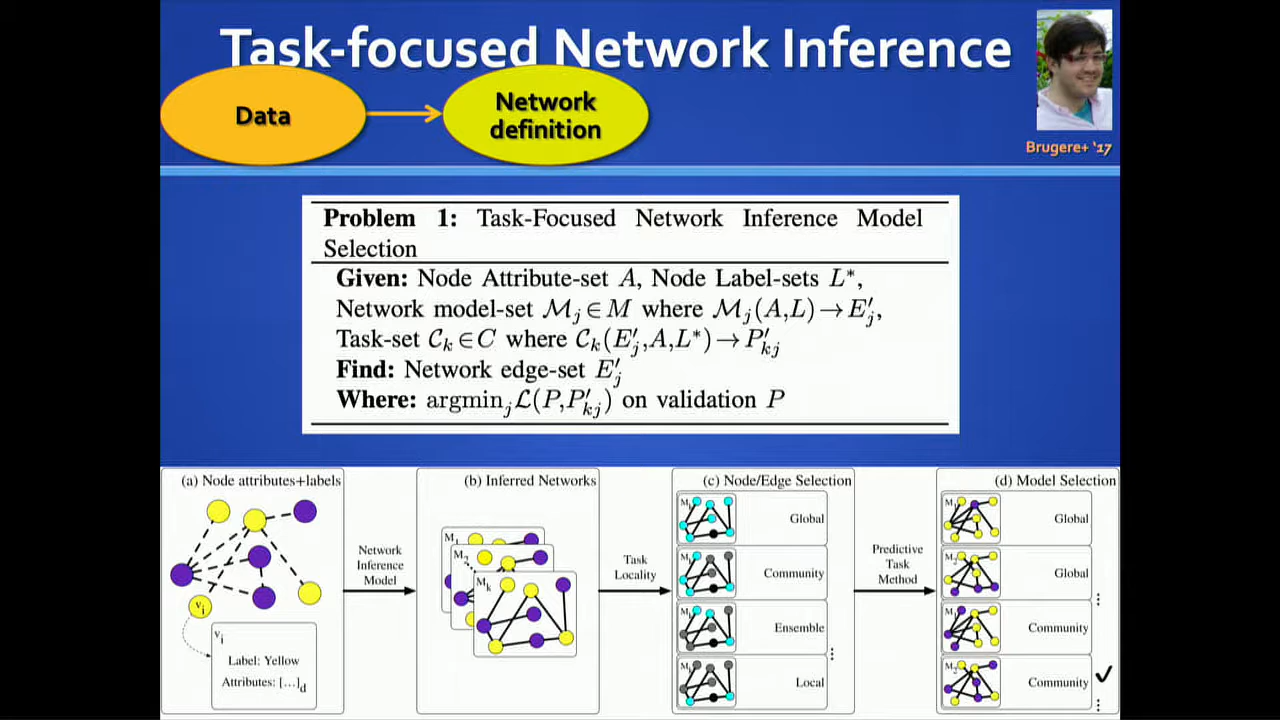 Task-focused Network Inference
Data
Network
definition
Brugere+ '17
Problem 1: Task-Focused Network Inference Model
Selection
Given: Node Attribute-set A, Node Label-sets L*,
Network model-set ℳⱼ ∈ M where ℳⱼ(A,L) → E′ⱼ,
Task-set 𝒞ₖ ∈ C where 𝒞ₖ(E′ⱼ,A,L*) → P′ₖⱼ
Find: Network edge-set E′ⱼ
Where: argminⱼ ℒ(P,P′ₖⱼ) on validation P
(a) Node attributes+labels
vᵢ
vᵢ
Label: Yellow
Attributes: [...]d
Network
Inference
Model
(b) Inferred Networks
M₁
M₂
Mₖ
Task
Locality
(c) Node/Edge Selection
Global
Community
Ensemble
Local
Predictive
Task
Method
(d) Model Selection
Global
Global
Community
Community